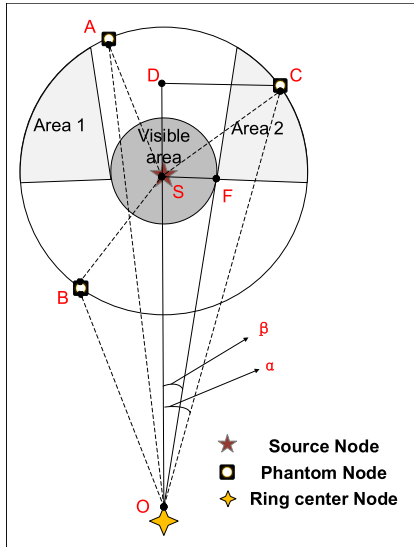 A
D
C
Area 1
Visible
area
Area 2
S
F
B
β
α
O
Source Node
Phantom Node
Ring center Node